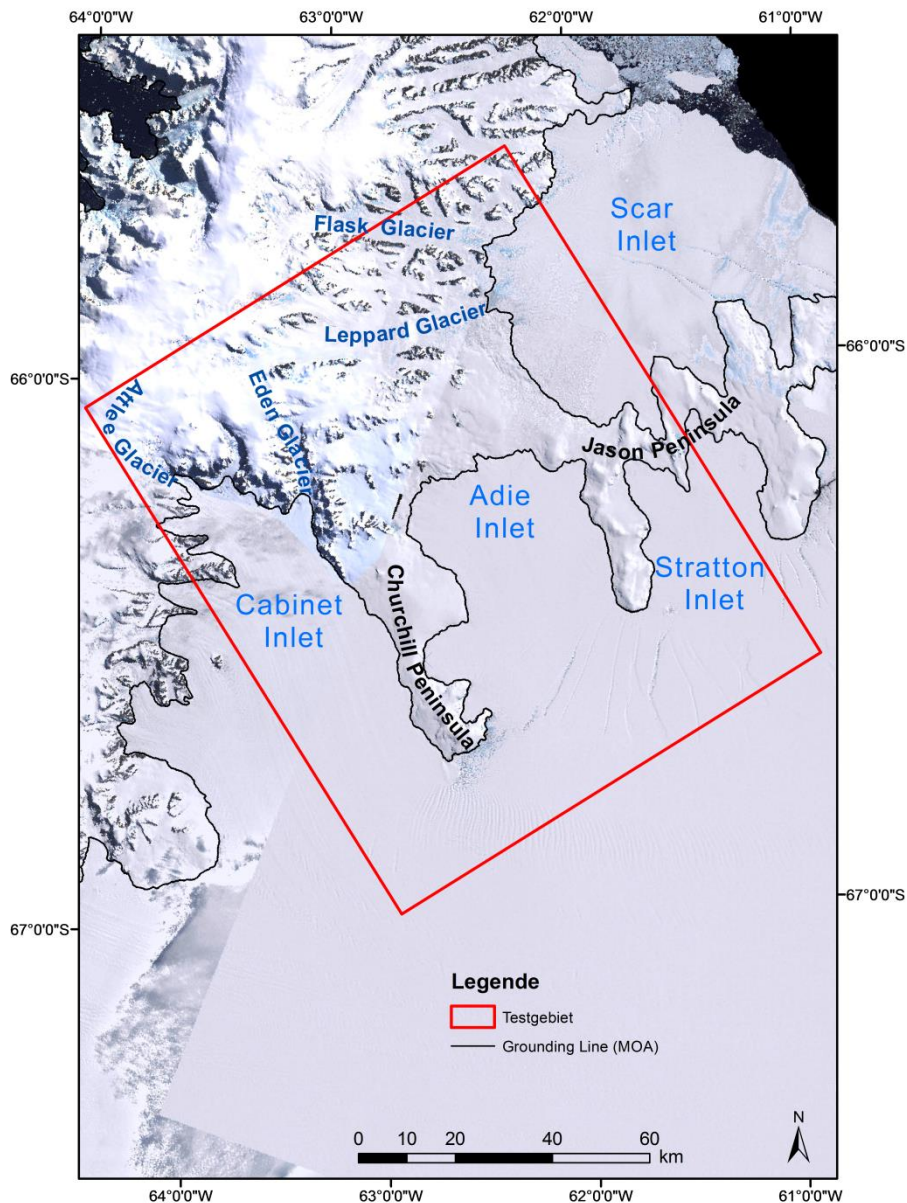 64°0'0"W
63°0'0"W
62°0'0"W
61°0'0"W
Scar
Inlet
Flask Glacier
Leppard Glacier
66°0'0"S
66°0'0"S
Attlee Glacier
Eden Glacier
Jason Peninsula
Adie
Inlet
Stratton
Inlet
Cabinet
Inlet
Churchill Peninsula
67°0'0"S
67°0'0"S
Legende
Testgebiet
Grounding Line (MOA)
N
0 10 20 40 60
km
64°0'0"W
63°0'0"W
62°0'0"W
61°0'0"W